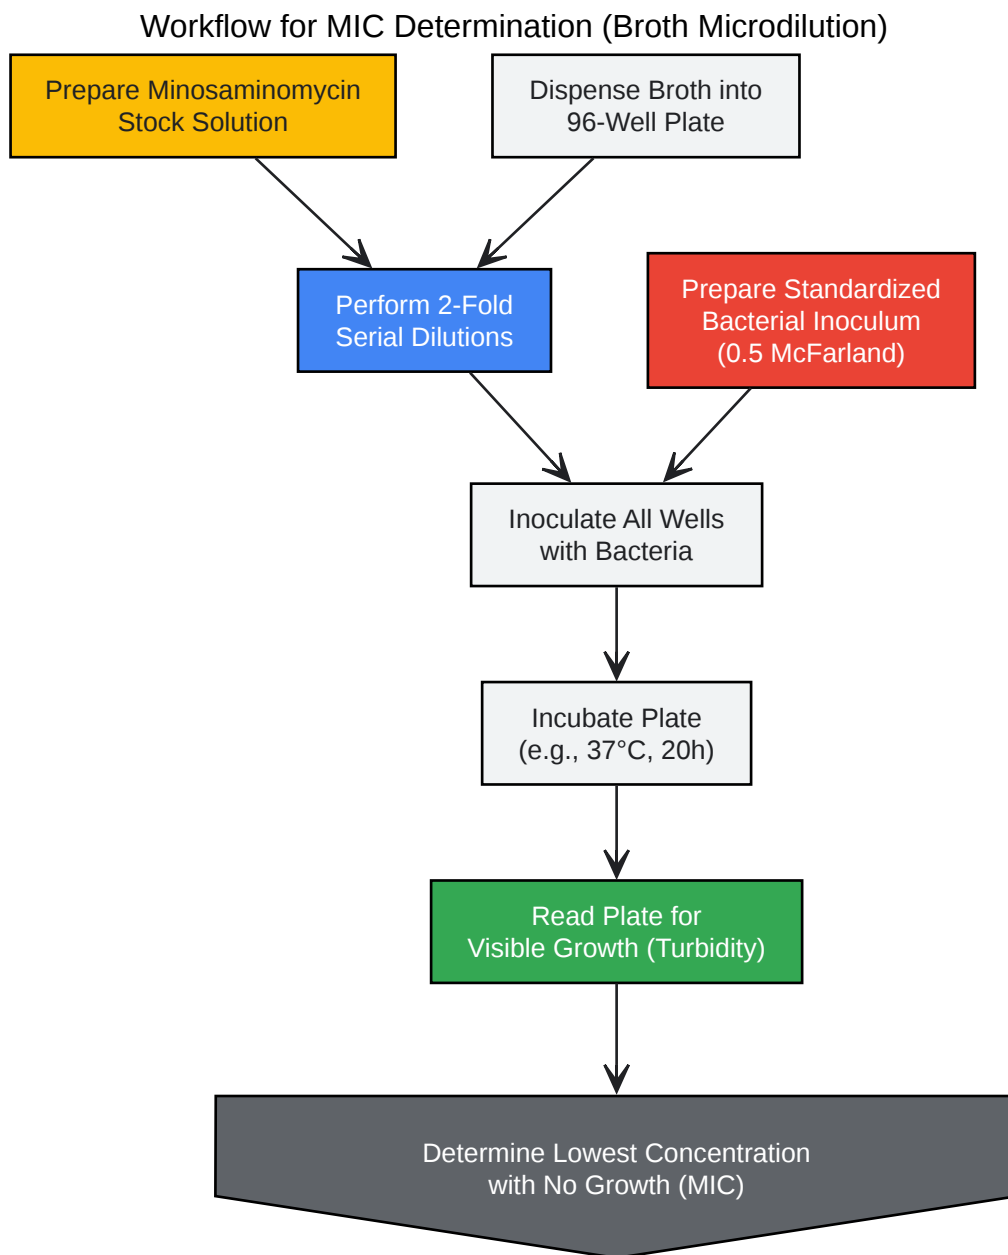 Workflow for MIC Determination (Broth Microdilution)
Prepare Minosaminomycin
Stock Solution
Dispense Broth into
96-Well Plate
Perform 2-Fold
Serial Dilutions
Prepare Standardized
Bacterial Inoculum
(0.5 McFarland)
Inoculate All Wells
with Bacteria
Incubate Plate
(e.g., 37°C, 20h)
Read Plate for
Visible Growth (Turbidity)
Determine Lowest Concentration
with No Growth (MIC)